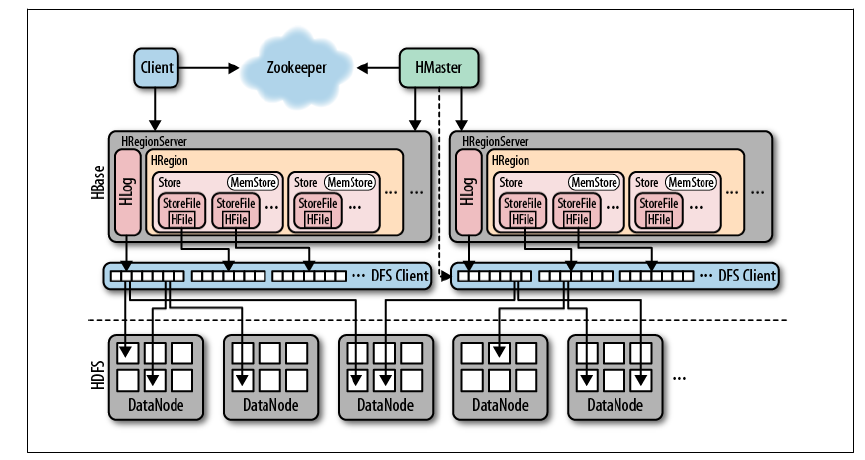 Client
Zookeeper
HMaster
HBase
HRegionServer
HLog
HRegion
Store
MemStore
StoreFile
HFile
StoreFile
HFile
...
Store
MemStore
StoreFile
HFile
...
...
...
HRegionServer
HLog
HRegion
Store
MemStore
StoreFile
HFile
StoreFile
HFile
...
Store
MemStore
StoreFile
HFile
...
...
...
... DFS Client
... DFS Client
HDFS
DataNode
DataNode
DataNode
DataNode
DataNode
...